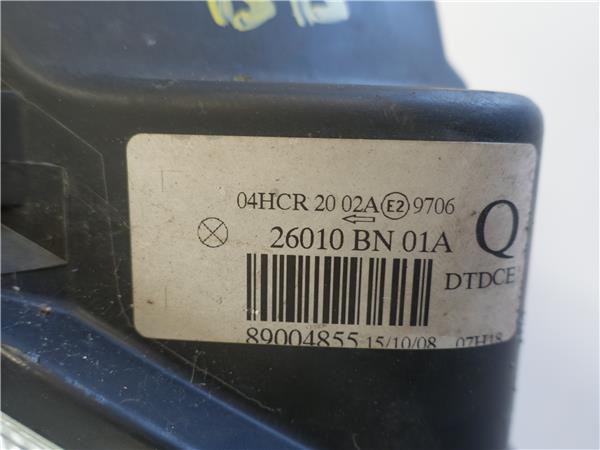 04HCR 20 02A E2 9706
26010 BN 01A Q
DTDCE
89004855 15/10/08 07H18